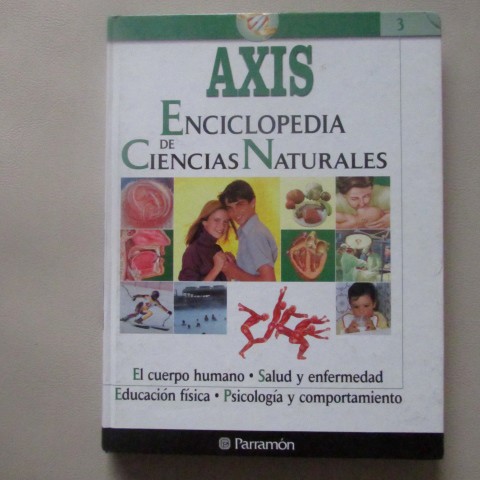 3
AXIS
ENCICLOPEDIA
DE
CIENCIAS NATURALES
El cuerpo humano • Salud y enfermedad
Educación física • Psicología y comportamiento
Parramón